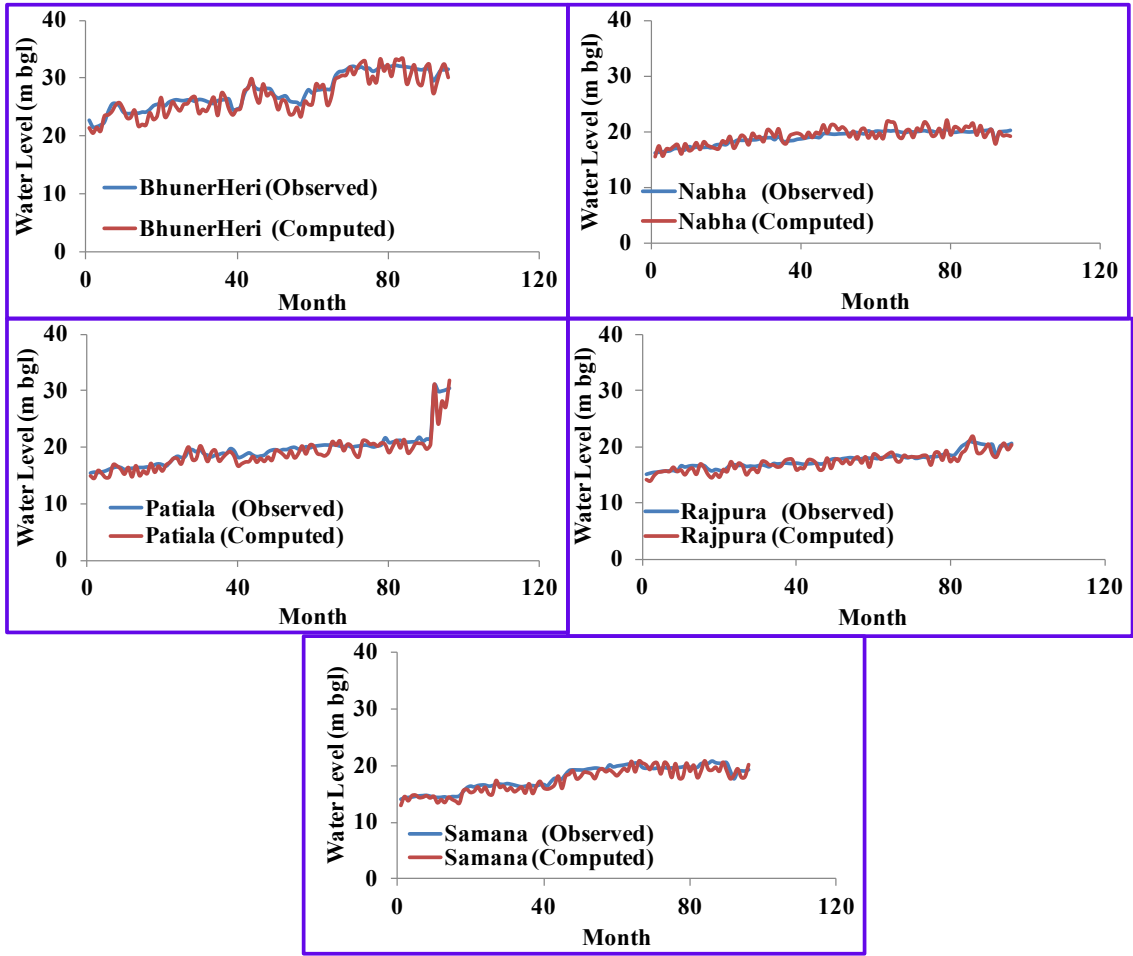 Water Level (m bgl)
40
30
20
10
0
BhunerHeri (Observed)
BhunerHeri (Computed)
0 40 80 120
Month
Water Level (m bgl)
40
30
20
10
0
Nabha (Observed)
Nabha (Computed)
0 40 80 120
Month
Water Level (m bgl)
40
30
20
10
0
Patiala (Observed)
Patiala (Computed)
0 40 80 120
Month
Water Level (m bgl)
40
30
20
10
0
Rajpura (Observed)
Rajpura (Computed)
0 40 80 120
Month
Water Level (m bgl)
40
30
20
10
0
Samana (Observed)
Samana (Computed)
0 40 80 120
Month